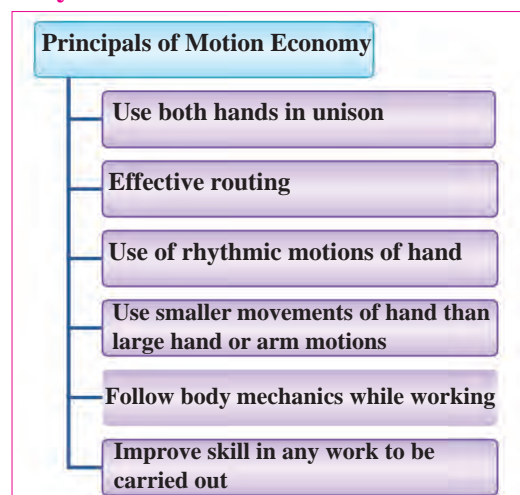 Principals of Motion Economy
Use both hands in unison
Effective routing
Use of rhythmic motions of hand
Use smaller movements of hand than
large hand or arm motions
Follow body mechanics while working
Improve skill in any work to be
carried out